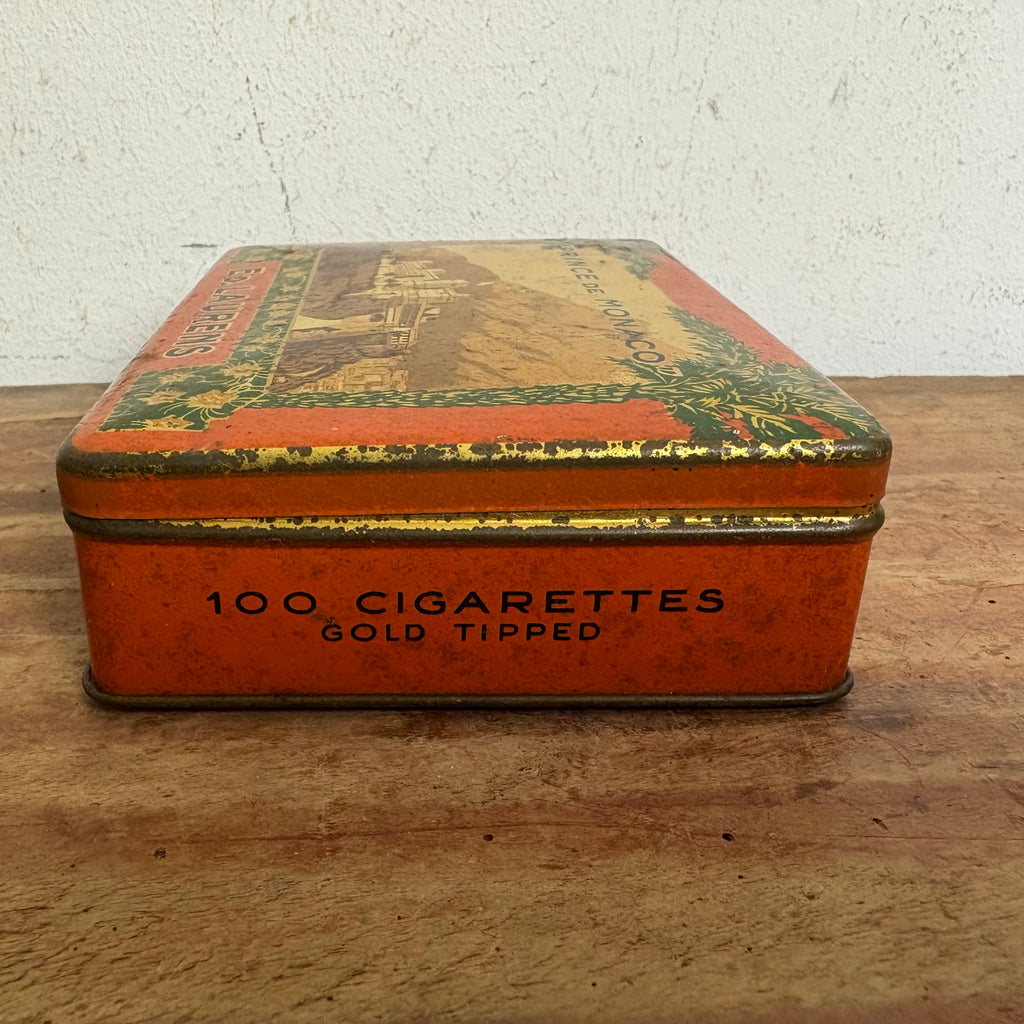 PRINCE DE MONACO
ED. LAURENS
100 CIGARETTES
GOLD TIPPED